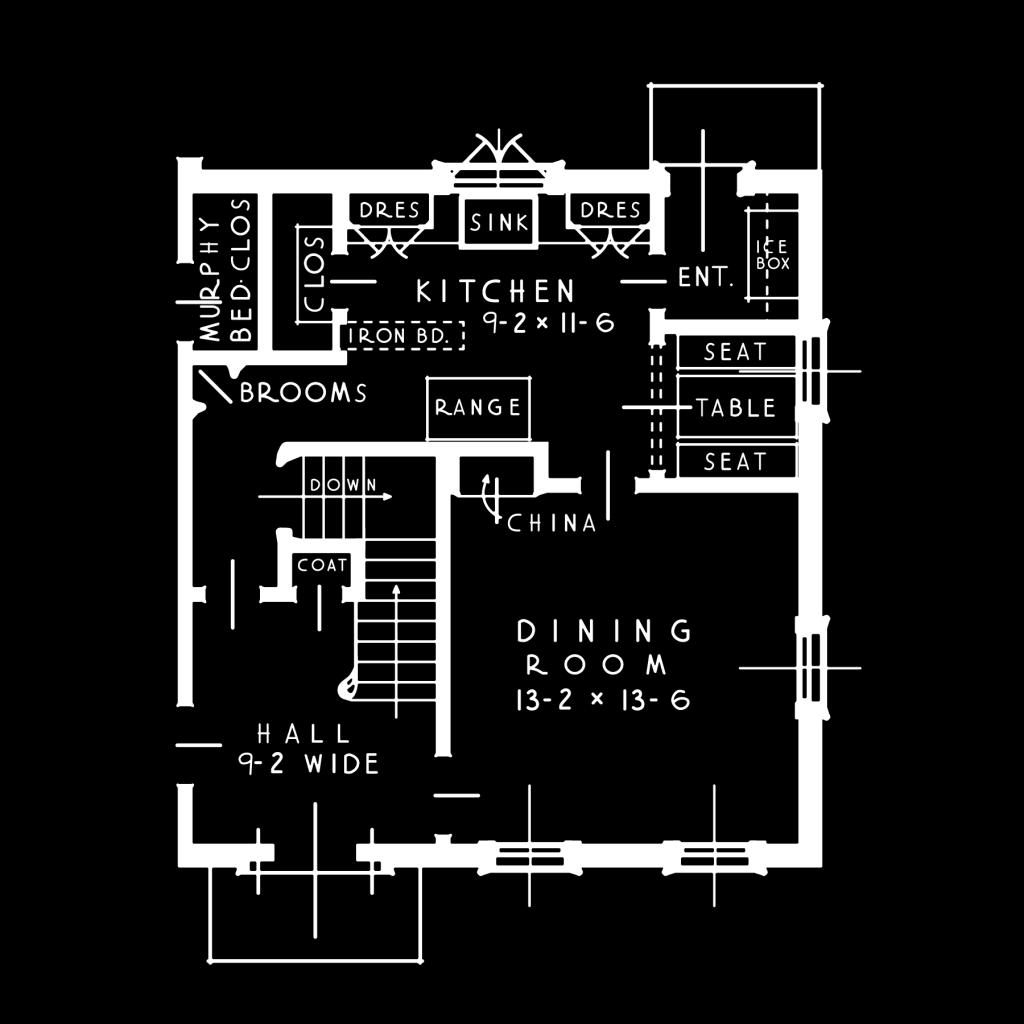 DRES
SINK
DRES
MURPHY
BED·CLOS
CLOS
ICE
BOX
ENT.
KITCHEN
9-2 × 11-6
IRON BD.
SEAT
BROOMS
RANGE
TABLE
SEAT
DOWN
CHINA
COAT
DINING
ROOM
13-2 × 13-6
HALL
9-2 WIDE